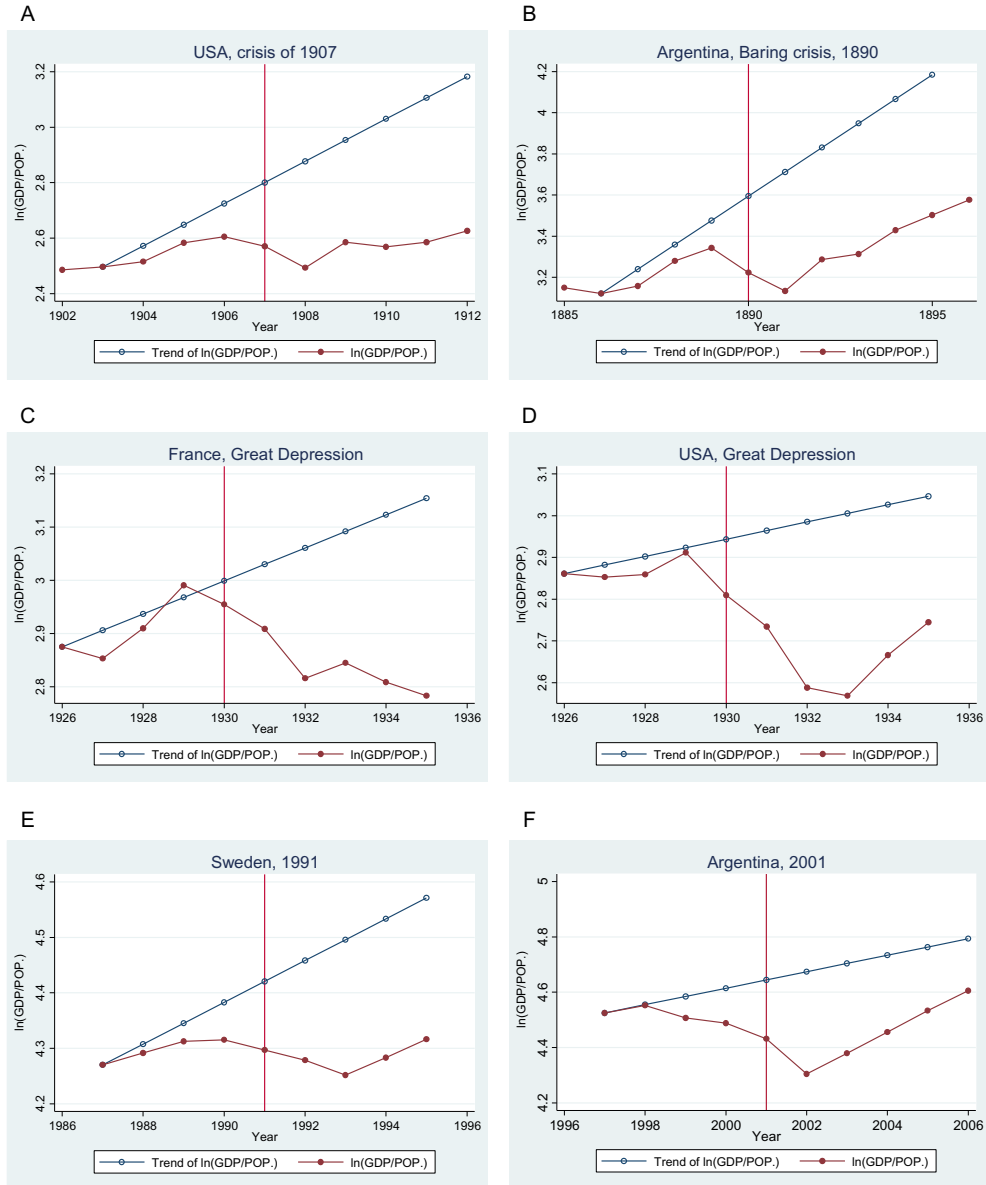 A
USA, crisis of 1907
ln(GDP/POP.)
3.2
3
2.8
2.6
2.4
1902 1904 1906 1908 1910 1912
Year
Trend of ln(GDP/POP.) ln(GDP/POP.)
B
Argentina, Baring crisis, 1890
ln(GDP/POP.)
4.2
4
3.8
3.6
3.4
3.2
1885 1890 1895
Year
Trend of ln(GDP/POP.) ln(GDP/POP.)
C
France, Great Depression
ln(GDP/POP.)
3.2
3.1
3
2.9
2.8
1926 1928 1930 1932 1934 1936
Year
Trend of ln(GDP/POP.) ln(GDP/POP.)
D
USA, Great Depression
ln(GDP/POP.)
3.1
3
2.9
2.8
2.7
2.6
1926 1928 1930 1932 1934 1936
Year
Trend of ln(GDP/POP.) ln(GDP/POP.)
E
Sweden, 1991
ln(GDP/POP.)
4.6
4.5
4.4
4.3
4.2
1986 1988 1990 1992 1994 1996
Year
Trend of ln(GDP/POP.) ln(GDP/POP.)
F
Argentina, 2001
ln(GDP/POP.)
5
4.8
4.6
4.4
4.2
1996 1998 2000 2002 2004 2006
Year
Trend of ln(GDP/POP.) ln(GDP/POP.)